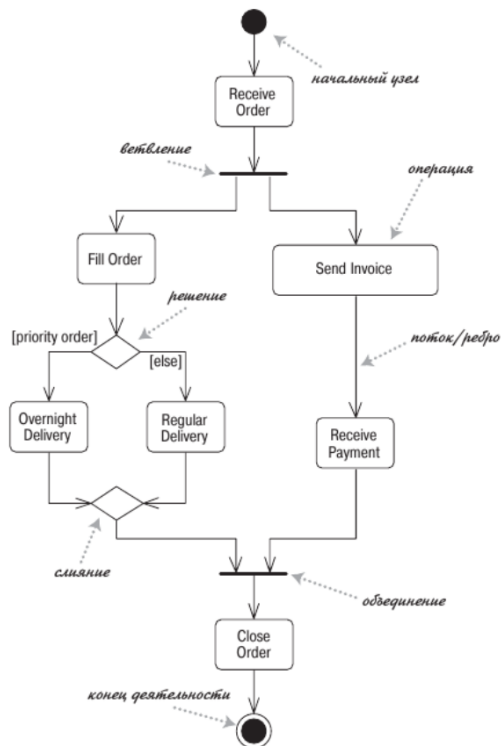 начальный узел
Receive
Order
ветвление
операция
Fill Order
Send Invoice
решение
[priority order]
[else]
поток/ребро
Overnight
Delivery
Regular
Delivery
Receive
Payment
слияние
объединение
Close
Order
конец деятельности